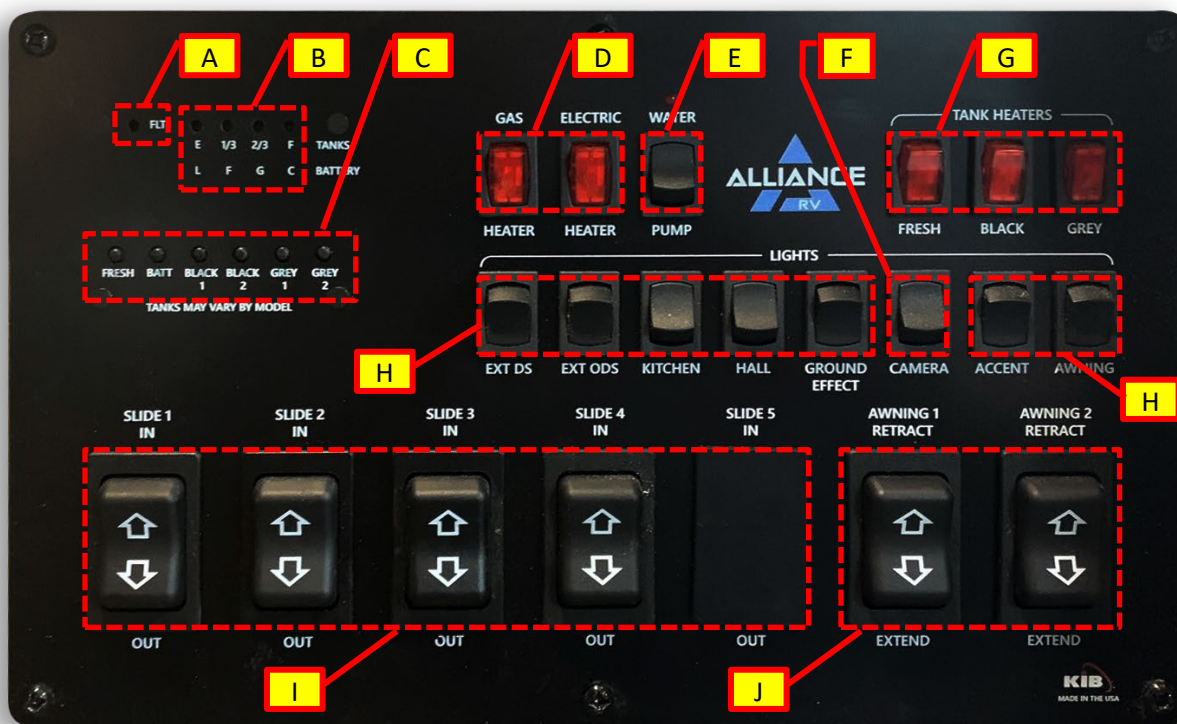 A
B
C
D
E
F
G
FLT
E 1/3 2/3 F TANKS
L F G C BATTERY
GAS ELECTRIC WATER
HEATER HEATER PUMP
ALLIANCE
RV
TANK HEATERS
FRESH BLACK GREY
FRESH BATT BLACK 1 BLACK 2 GREY 1 GREY 2
TANKS MAY VARY BY MODEL
LIGHTS
H
EXT DS EXT ODS KITCHEN HALL GROUND EFFECT CAMERA ACCENT AWNING
H
SLIDE 1 SLIDE 2 SLIDE 3 SLIDE 4 SLIDE 5 AWNING 1 AWNING 2
IN IN IN IN IN RETRACT RETRACT
OUT OUT OUT OUT OUT EXTEND EXTEND
I
J
KIB
MADE IN THE USA